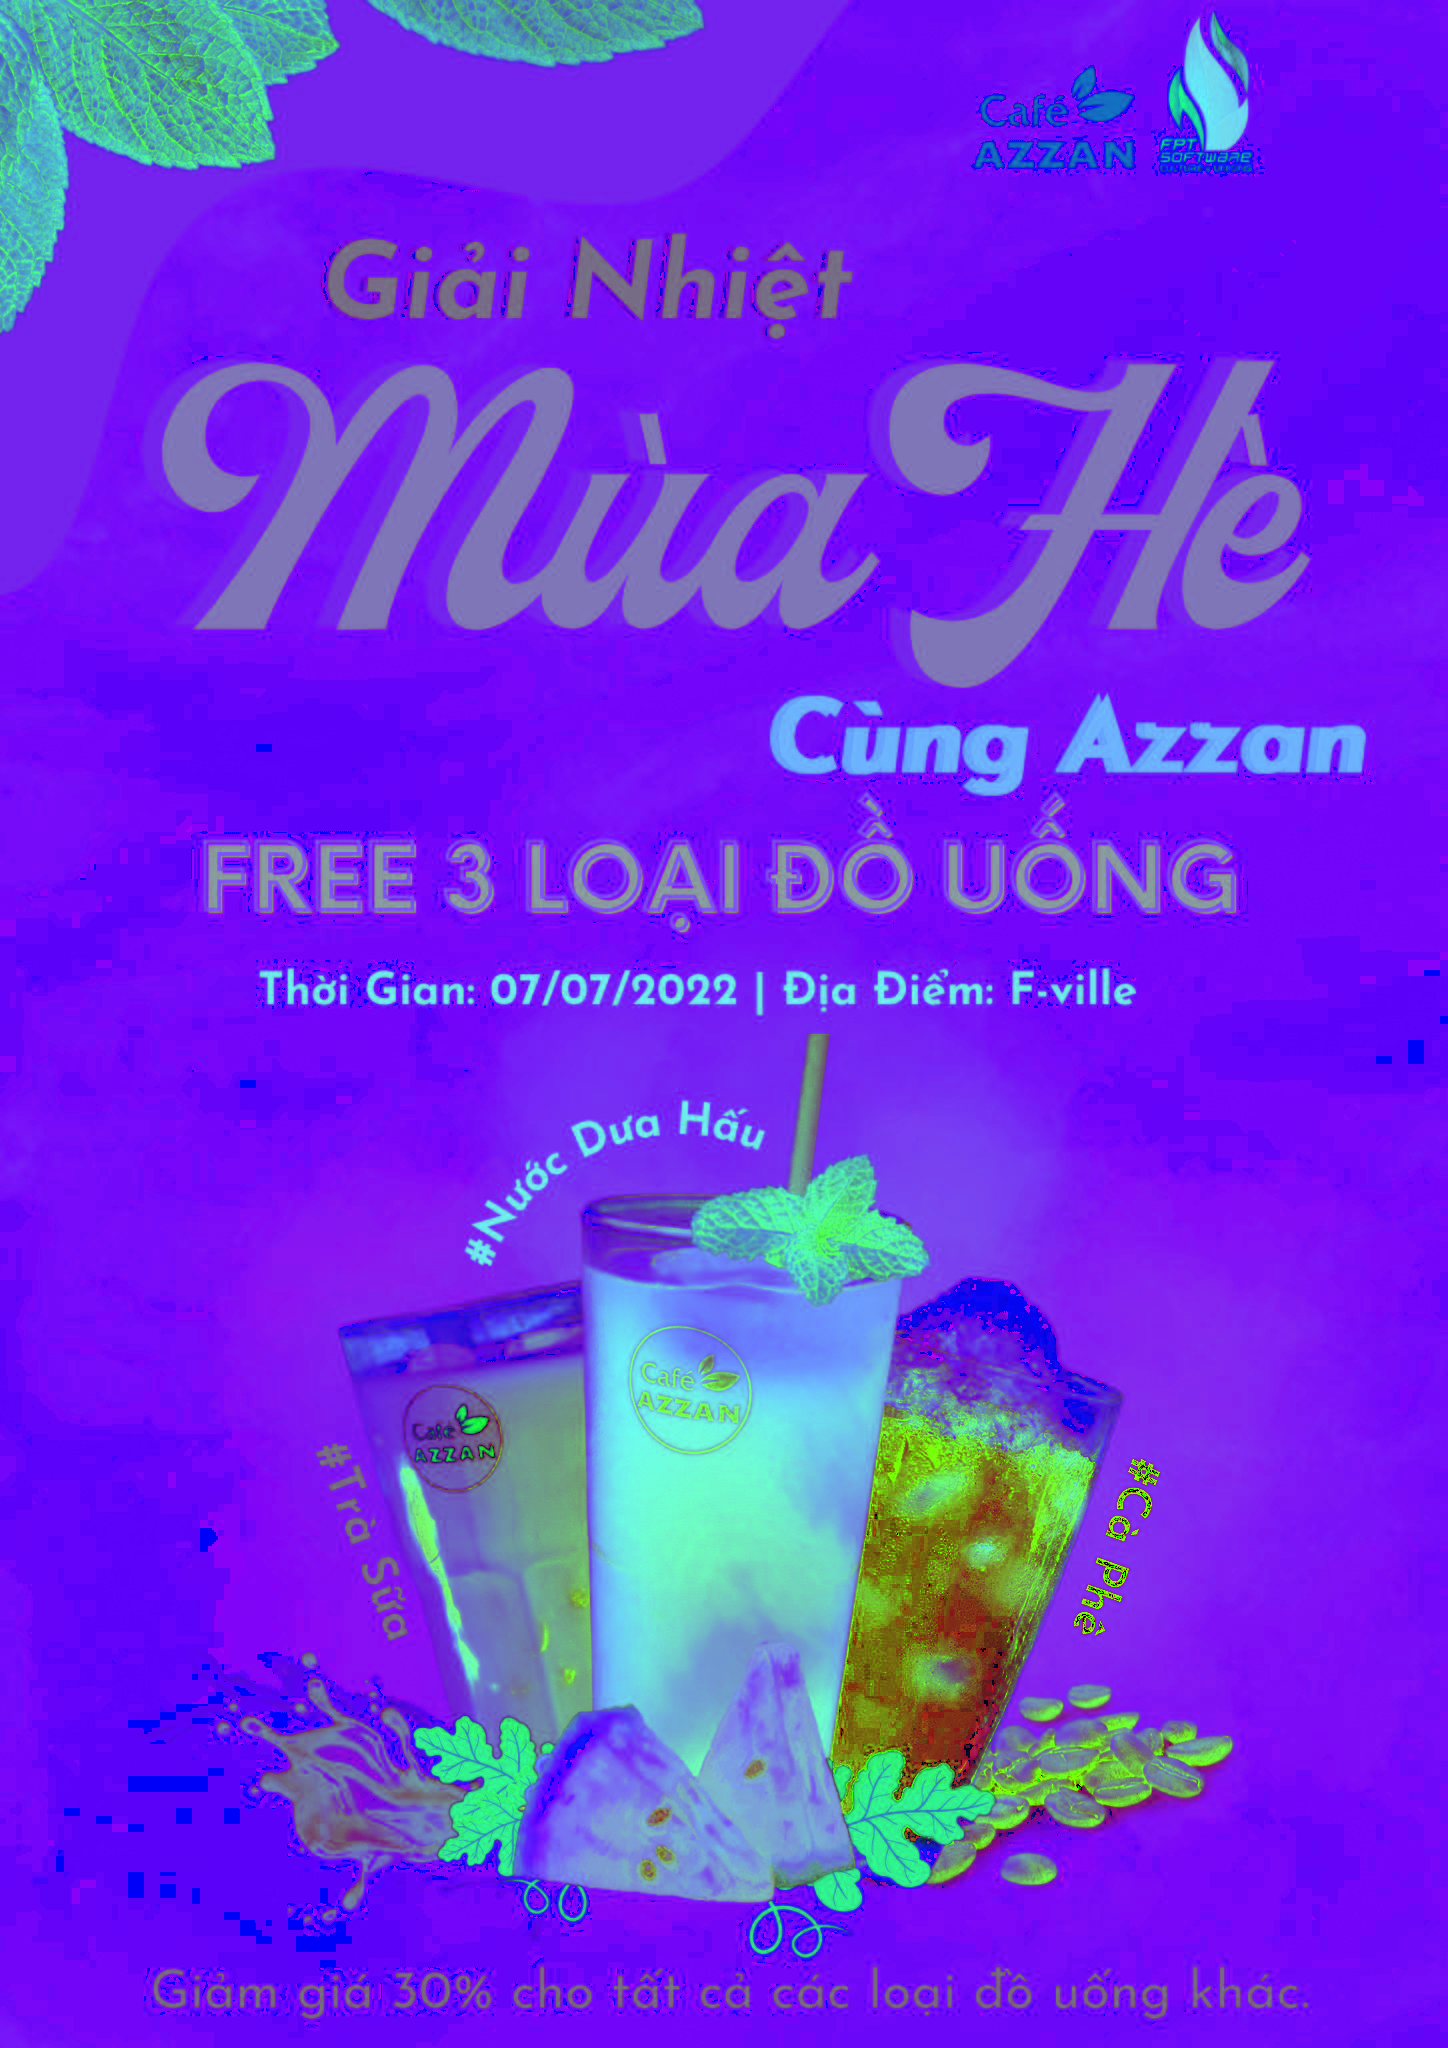 Café
AZZAN
FPT
SOFTWARE
Giải Nhiệt
Mùa Hè
Cùng Azzan
FREE 3 LOẠI ĐỒ UỐNG
Thời Gian: 07/07/2022 | Địa Điểm: F-ville
#Nước Dưa Hấu
Café
AZZAN
Café
AZZAN
#Trà Sữa
#Cà Phê
Giảm giá 30% cho tất cả các loại đồ uống khác.